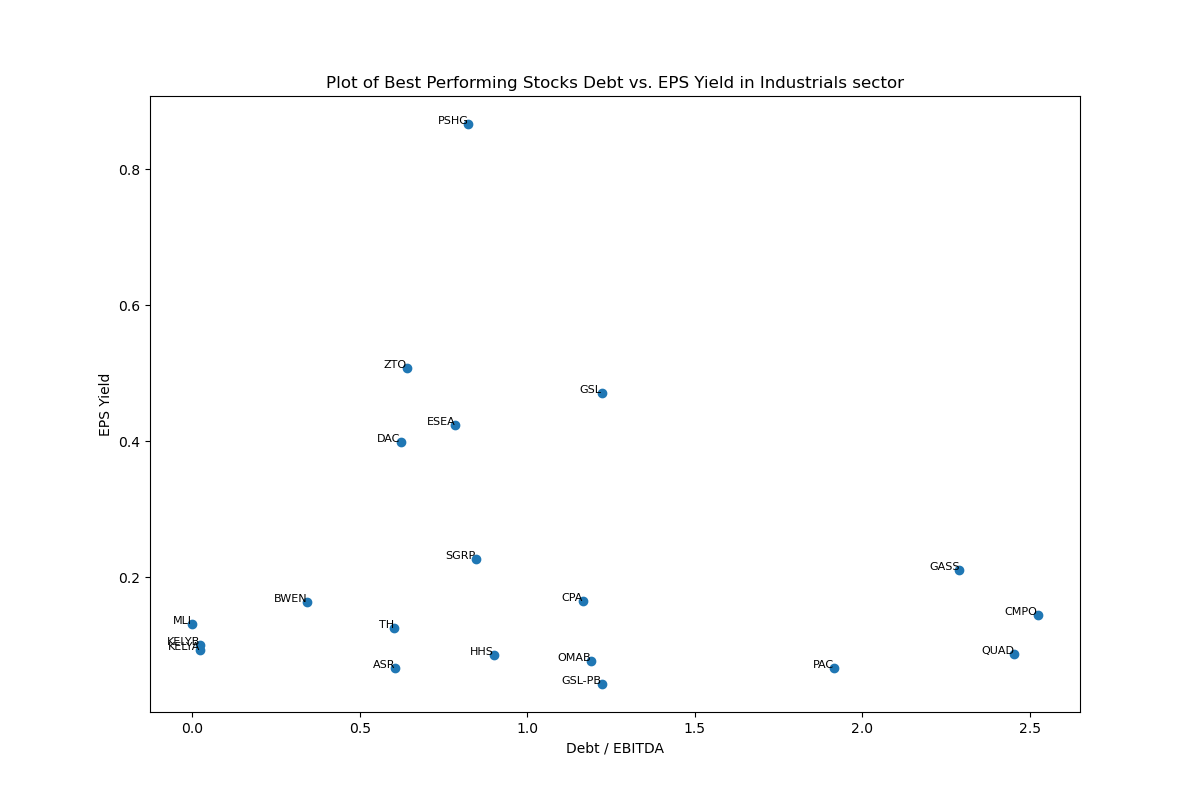 Plot of Best Performing Stocks Debt vs. EPS Yield in Industrials sector
PSHG
0.8
0.6
ZTO
GSL
ESEA
DAC
0.4
EPS Yield
SGRP
GASS
0.2
BWEN
CPA
CMPO
MLI
TH
KELYB
KELYA
HHS
QUAD
OMAB
ASR
PAC
GSL-PB
0.0
0.5
1.0
1.5
2.0
2.5
Debt / EBITDA